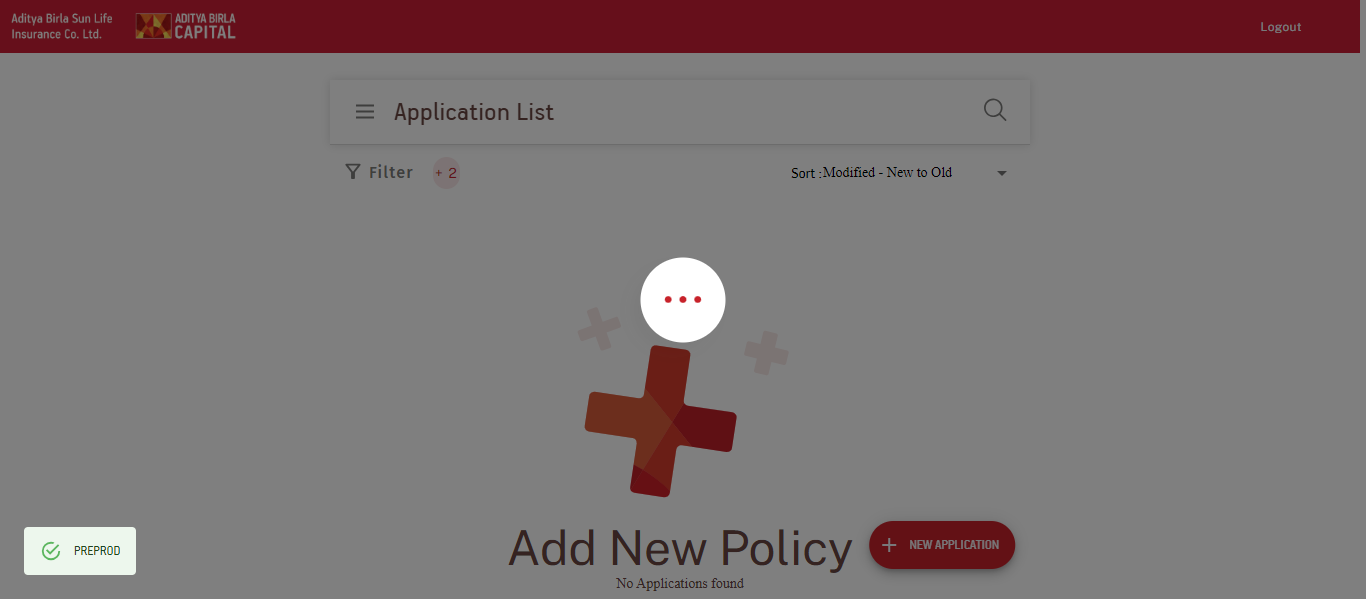 Aditya Birla Sun Life
Insurance Co. Ltd.
ADITYA BIRLA
CAPITAL
Logout
Application List
Filter
+ 2
Sort :Modified - New to Old
Add New Policy
NEW APPLICATION
No Applications found
PREPROD